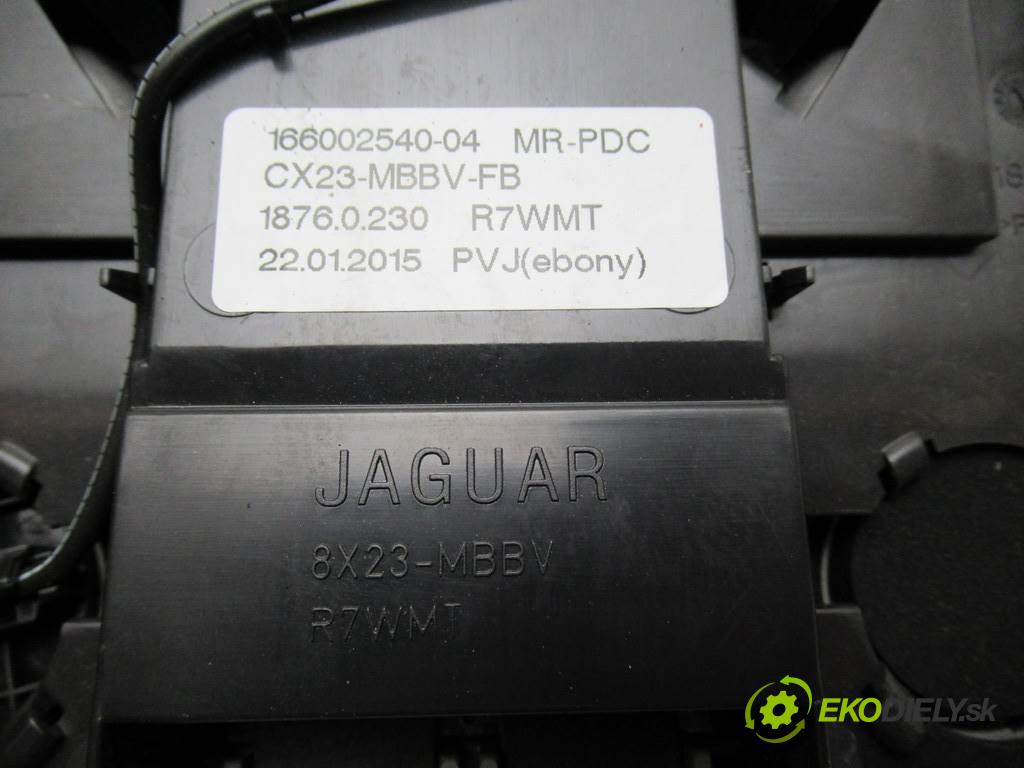 166002540-04 MR-PDC
CX23-MBBV-FB
1876.0.230 R7WMT
22.01.2015 PVJ(ebony)
JAGUAR
8X23-MBBV
R7WMT
EKODIELY.sk